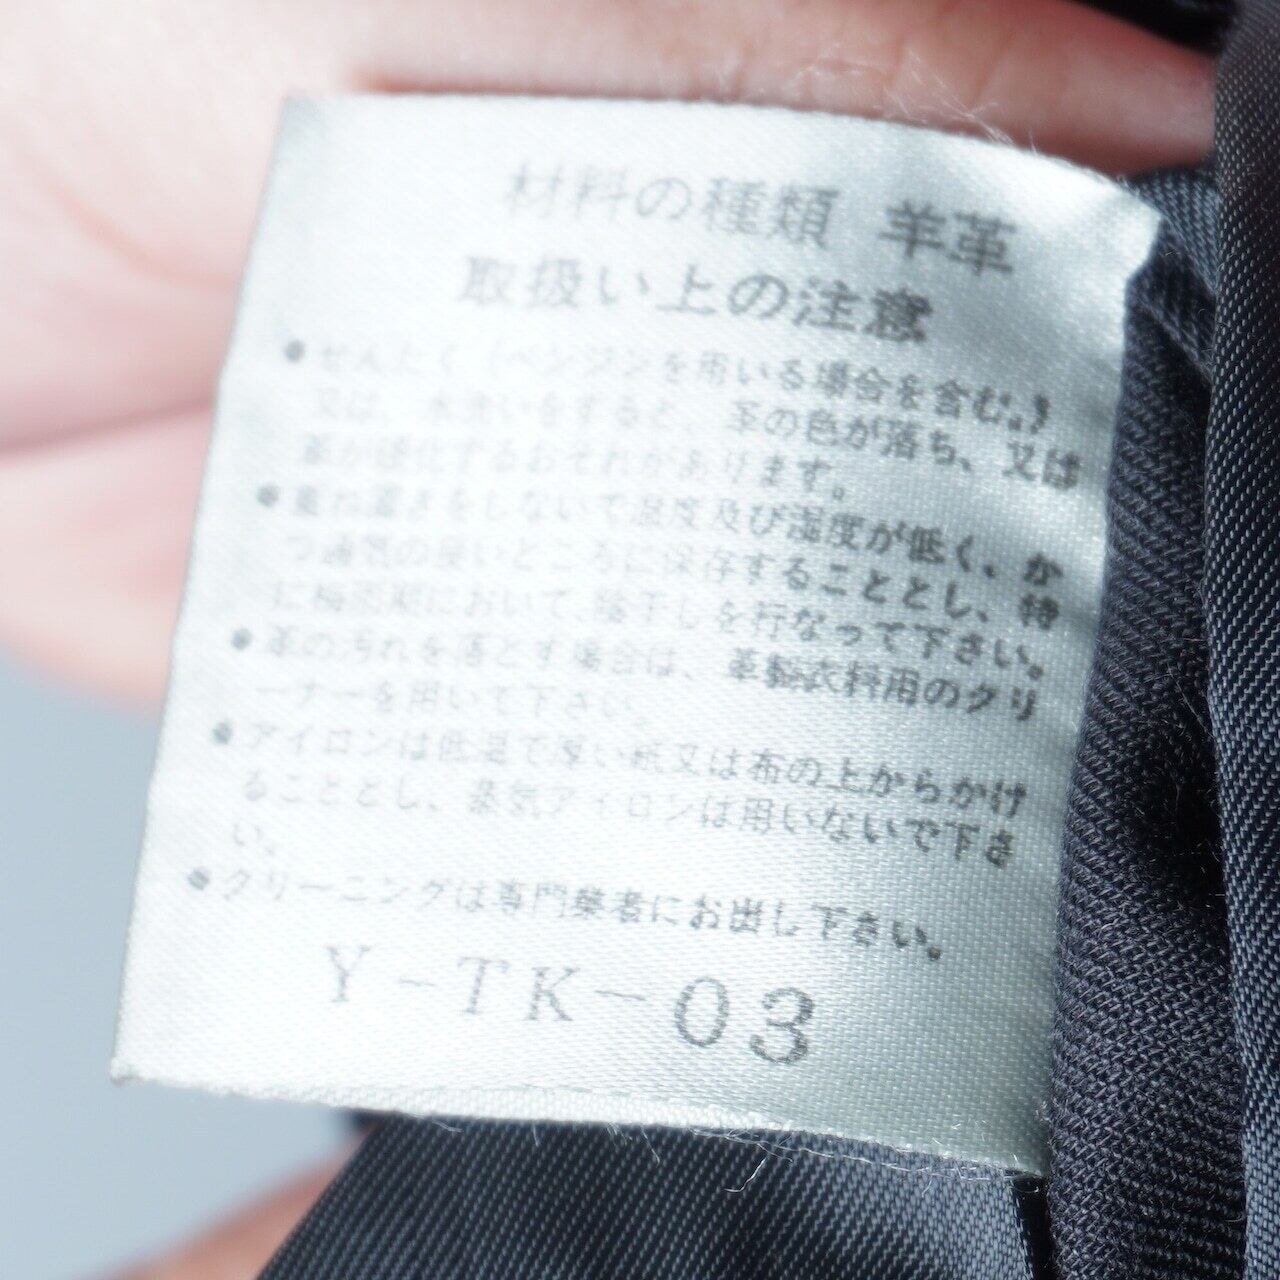 材料の種類 羊革
取扱い上の注意
●せんたく（ベンジンを用いる場合を含む。）
又は、水洗いをすると、革の色が落ち、又は
革が硬化するおそれがあります。
●重ね置きをしないで温度及び湿度が低く、か
つ通気の良いところに保存することとし、特
に梅雨期において、陰干しを行なって下さい。
●革の汚れを落とす場合は、革製衣料用のクリ
ーナーを用いて下さい。
●アイロンは低温で厚い紙又は布の上からかけ
ることとし、蒸気アイロンは用いないで下さ
い。
●クリーニングは専門業者にお出し下さい。
Y-TK-03